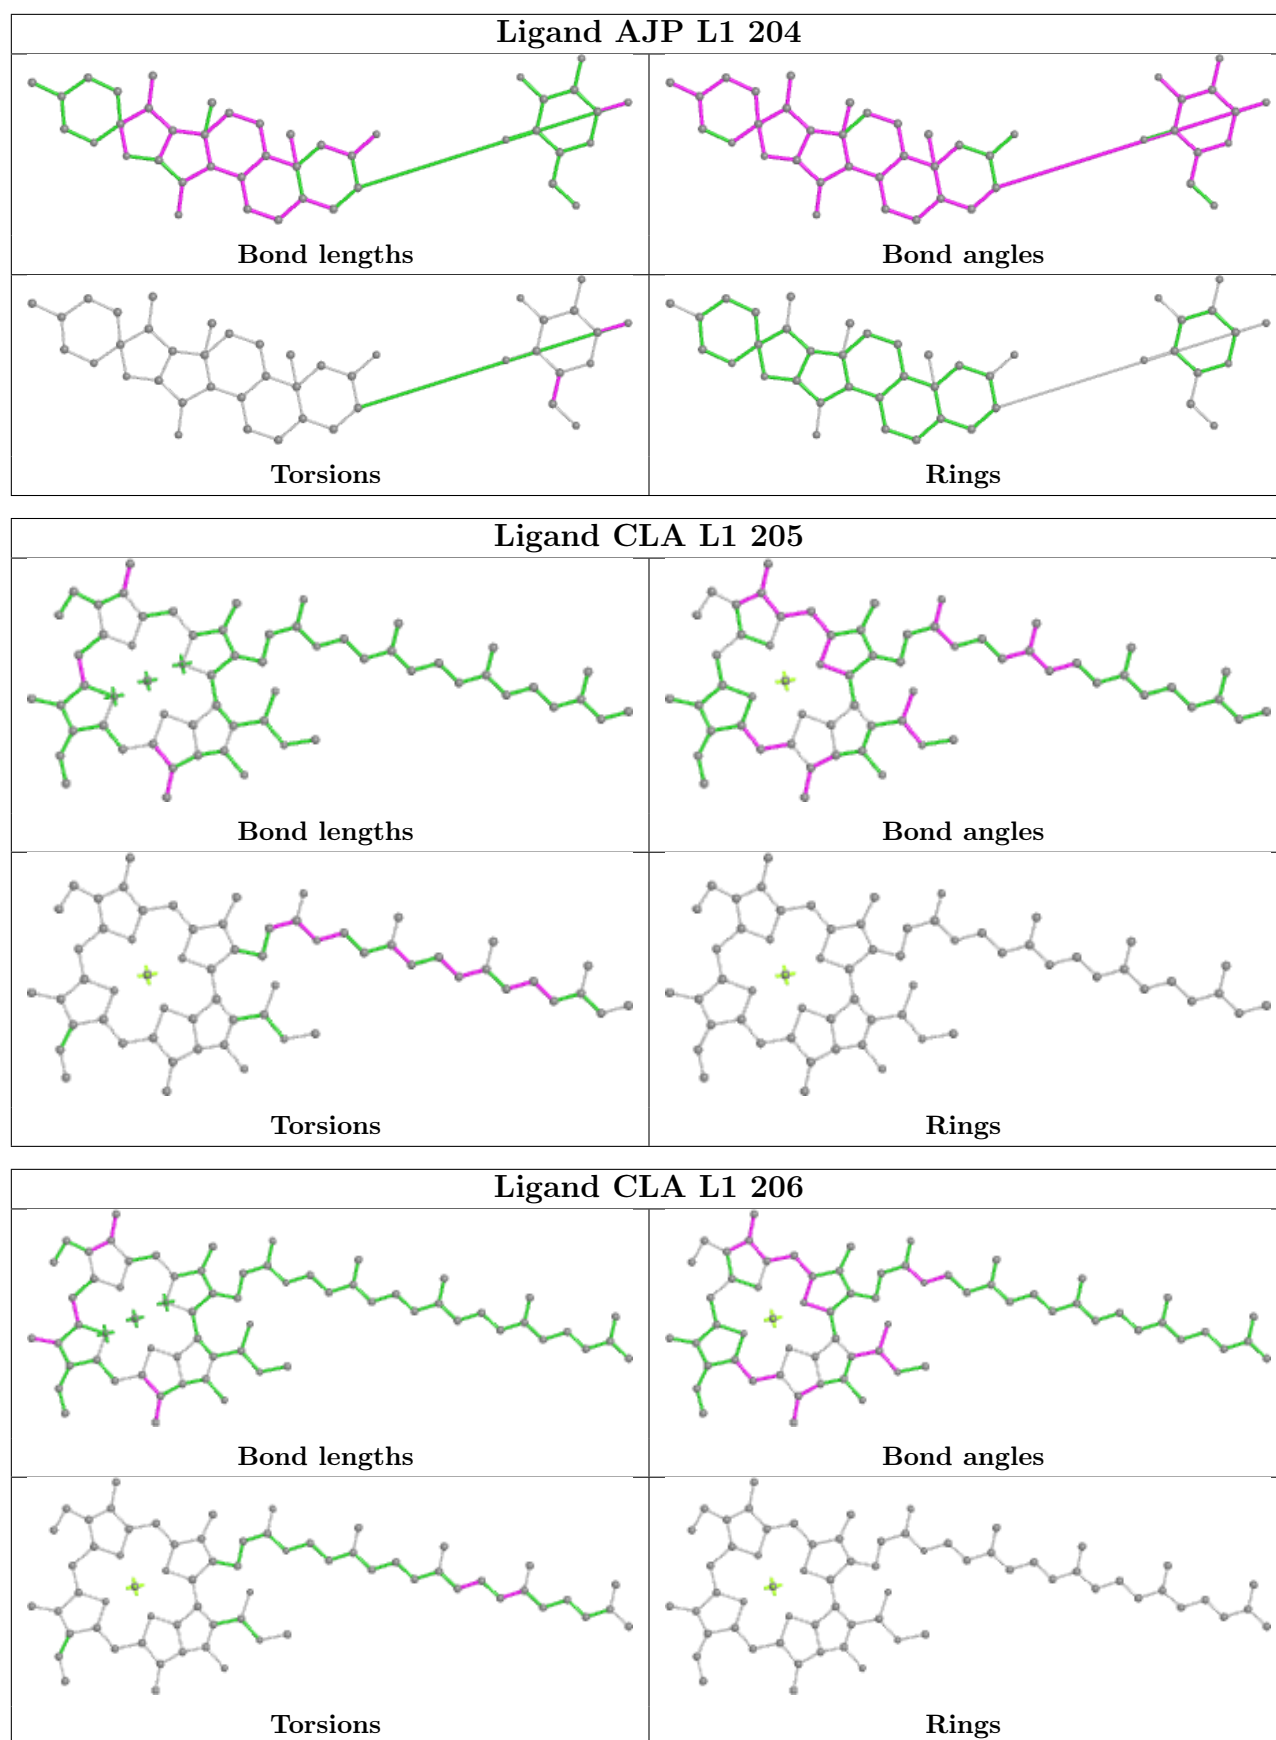 Ligand AJP L1 204
Bond lengths
Bond angles
Torsions
Rings
Ligand CLA L1 205
Bond lengths
Bond angles
Torsions
Rings
Ligand CLA L1 206
Bond lengths
Bond angles
Torsions
Rings